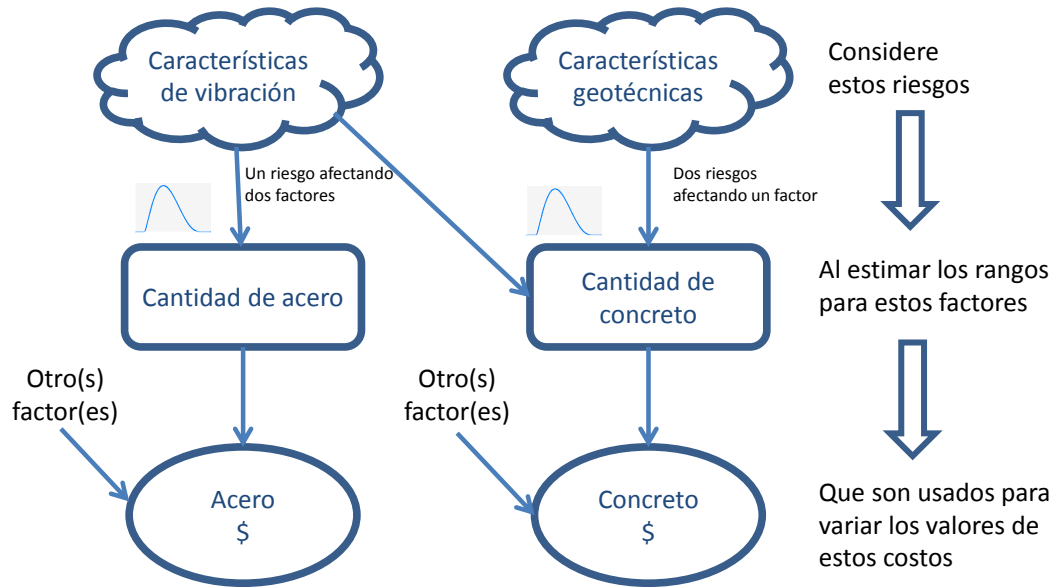 Características
de vibración
Características
geotécnicas
Considere
estos riesgos
Un riesgo afectando
dos factores
Dos riesgos
afectando un factor
Cantidad de acero
Cantidad de
concreto
Al estimar los rangos
para estos factores
Otro(s)
factor(es)
Otro(s)
factor(es)
Acero
$
Concreto
$
Que son usados para
variar los valores de
estos costos